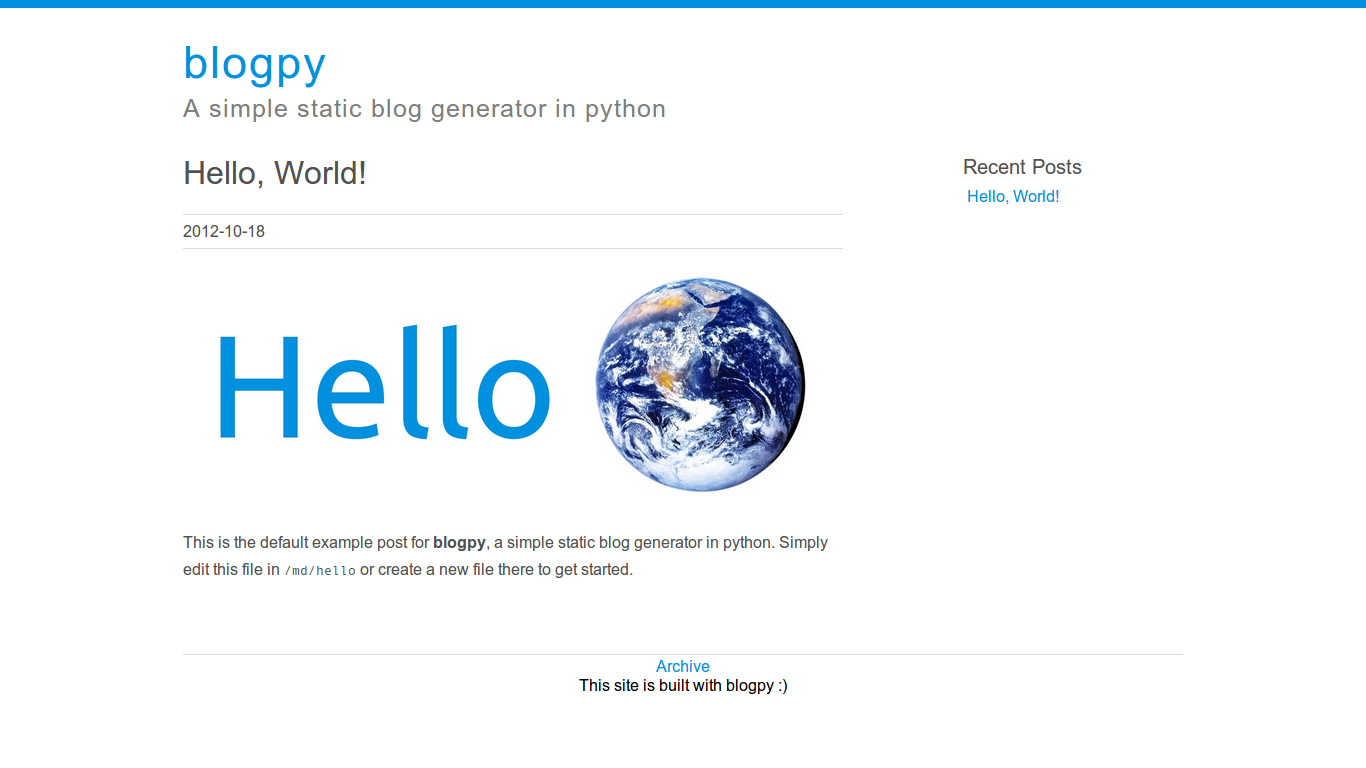 blogpy
A simple static blog generator in python
Hello, World!
2012-10-18
Hello
This is the default example post for blogpy, a simple static blog generator in python. Simply
edit this file in /md/hello or create a new file there to get started.
Recent Posts
Hello, World!
Archive
This site is built with blogpy :)